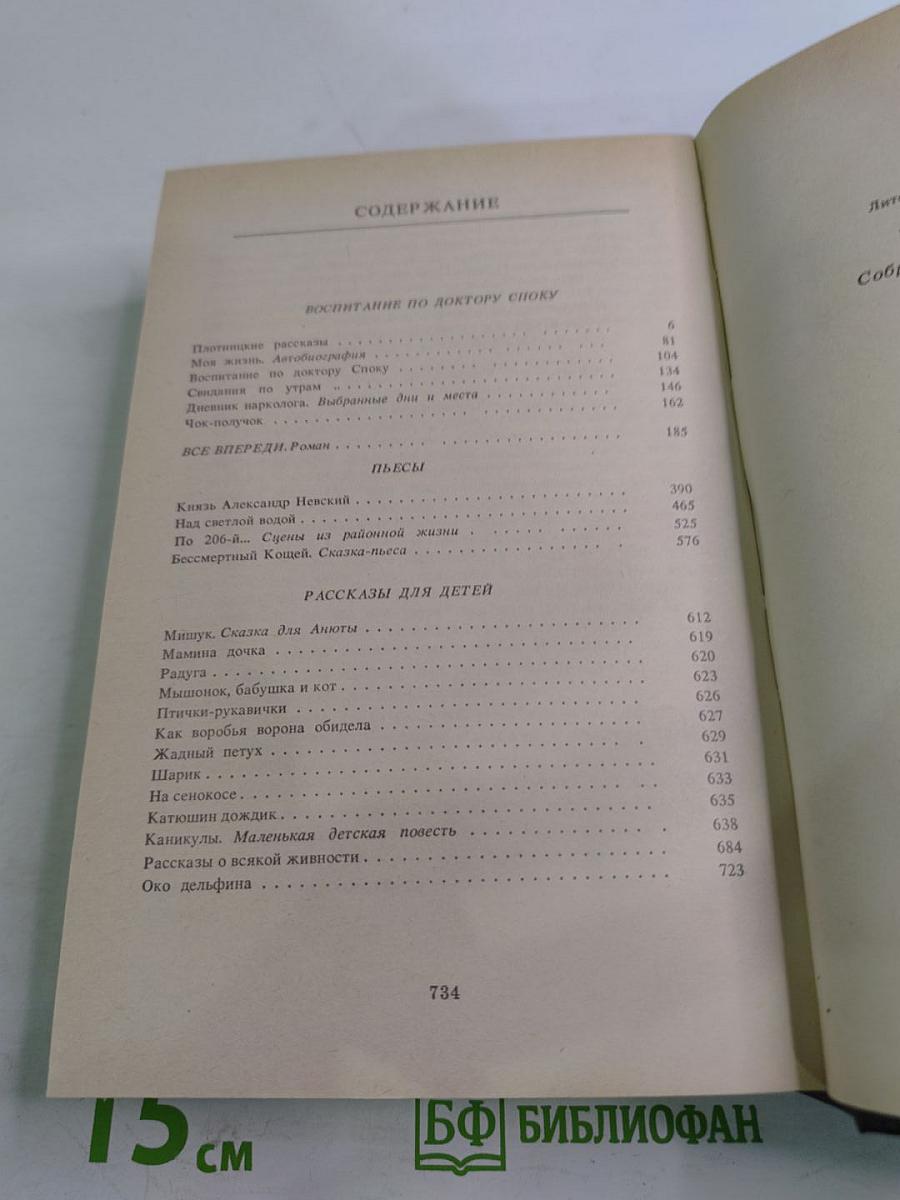 СОДЕРЖАНИЕ
ВОСПИТАНИЕ ПО ДОКТОРУ СПОКУ
Плотницкие рассказы . . . . . . . . . . . . . . . . . . . . 6
Моя жизнь. Автобиография . . . . . . . . . . . . . . . . . . . . 81
Воспитание по доктору Споку . . . . . . . . . . . . . . . . . . . . 104
Свидания по утрам . . . . . . . . . . . . . . . . . . . . 134
Дневник нарколога. Выбранные дни и места . . . . . . . . . . . . 146
Чок-получок . . . . . . . . . . . . . . . . . . . . 162
ВСЕ ВПЕРЕДИ. Роман . . . . . . . . . . . . . . . . . . . . 185
ПЬЕСЫ
Князь Александр Невский . . . . . . . . . . . . . . . . . . . . 390
Над светлой водой . . . . . . . . . . . . . . . . . . . . 465
По 206-й... Сцены из районной жизни . . . . . . . . . . . . 525
Бессмертный Кощей. Сказка-пьеса . . . . . . . . . . . . . . . . 576
РАССКАЗЫ ДЛЯ ДЕТЕЙ
Мишук. Сказка для Анюты . . . . . . . . . . . . . . . . . . . . 612
Мамина дочка . . . . . . . . . . . . . . . . . . . . 619
Радуга . . . . . . . . . . . . . . . . . . . . 620
Мышонок, бабушка и кот . . . . . . . . . . . . . . . . . . . . 623
Птички-рукавички . . . . . . . . . . . . . . . . . . . . 626
Как воробья ворона обидела . . . . . . . . . . . . . . . . . . . . 627
Жадный петух . . . . . . . . . . . . . . . . . . . . 629
Шарик . . . . . . . . . . . . . . . . . . . . 631
На сенокосе . . . . . . . . . . . . . . . . . . . . 633
Катюшин дождик . . . . . . . . . . . . . . . . . . . . 635
Каникулы. Маленькая детская повесть . . . . . . . . . . . . 638
Рассказы о всякой живности . . . . . . . . . . . . . . . . . . . . 684
Око дельфина . . . . . . . . . . . . . . . . . . . . 723
734
15 см
БФ БИБЛИОФАН